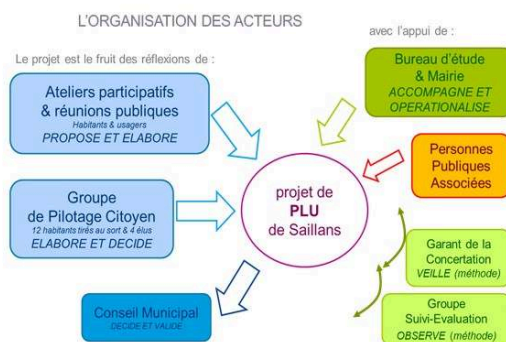 L'ORGANISATION DES ACTEURS
Le projet est le fruit des réflexions de :
Ateliers participatifs
& réunions publiques
Habitants & usagers
PROPOSE ET ELABORE
Groupe
de Pilotage Citoyen
12 habitants tirés au sort & 4 élus
ELABORE ET DECIDE
Conseil Municipal
DECIDE ET VALIDE
projet de
PLU
de Saillans
avec l'appui de :
Bureau d'étude
& Mairie
ACCOMPAGNE ET
OPERATIONALISE
Personnes
Publiques
Associées
Garant de la
Concertation
VEILLE (méthode)
Groupe
Suivi-Evaluation
OBSERVE (méthode)